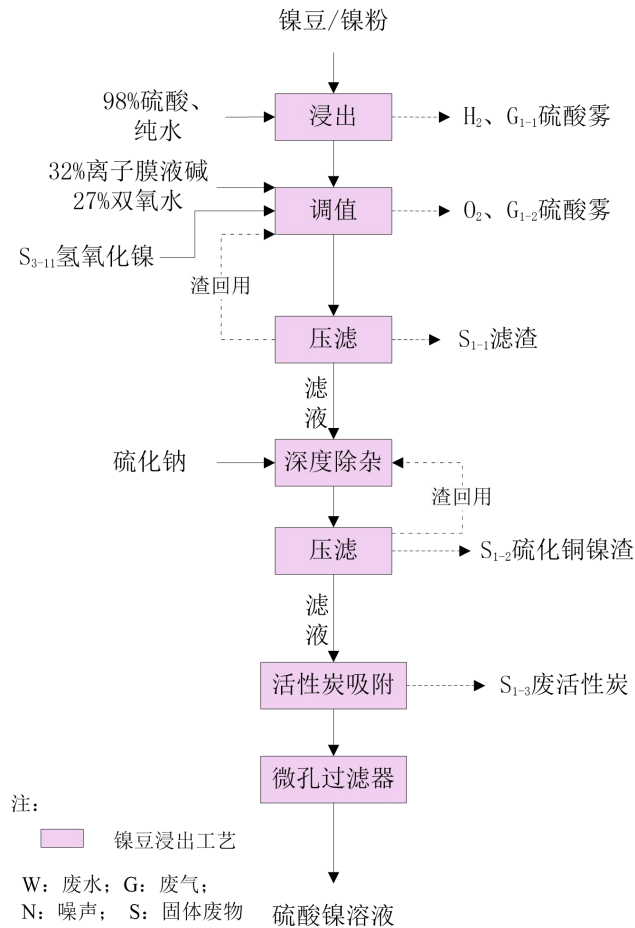 镍豆/镍粉
98%硫酸、
纯水
浸出
H₂、G₁₋₁硫酸雾
32%离子膜液碱
27%双氧水
调值
O₂、G₁₋₂硫酸雾
S₃₋₁₁氢氧化镍
渣回用
压滤
S₁₋₁滤渣
滤
液
硫化钠
深度除杂
渣回用
压滤
S₁₋₂硫化铜镍渣
滤
液
活性炭吸附
S₁₋₃废活性炭
微孔过滤器
注：
镍豆浸出工艺
W：废水；G：废气；
N：噪声； S：固体废物
硫酸镍溶液